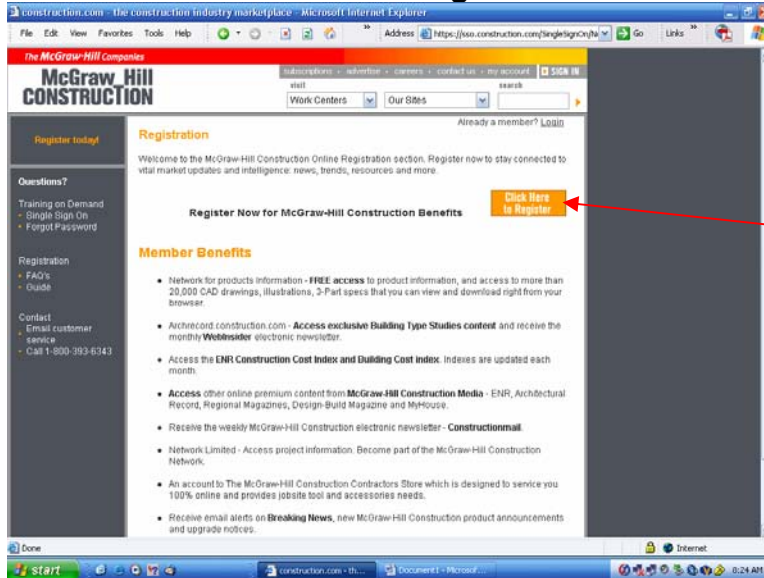 construction.com - the construction industry marketplace - Microsoft Internet Explorer
File Edit View Favorites Tools Help
Address https://sso.construction.com/SingleSignOn/Na Go Links
The McGraw-Hill Companies
McGraw_Hill
CONSTRUCTION
subscriptions advertise careers contact us my account SIGN IN
visit search
Work Centers Our Sites
Already a member? Login
Register today!
Registration
Welcome to the McGraw-Hill Construction Online Registration section. Register now to stay connected to
vital market updates and intelligence: news, trends, resources and more.
Register Now for McGraw-Hill Construction Benefits
Click Here
to Register
Questions?
Training on Demand
Single Sign On
Forgot Password
Registration
FAQ's
Guide
Contact
Email customer
service
Call 1-800-393-6343
Member Benefits
Network for products Information - FREE access to product information, and access to more than
20,000 CAD drawings, illustrations, 3-Part specs that you can view and download right from your
browser.
Archrecord.construction.com - Access exclusive Building Type Studies content and receive the
monthly WebInsider electronic newsletter.
Access the ENR Construction Cost Index and Building Cost index. Indexes are updated each
month.
Access other online premium content from McGraw-Hill Construction Media - ENR, Architectural
Record, Regional Magazines, Design-Build Magazine and MyHouse.
Receive the weekly McGraw-Hill Construction electronic newsletter - Constructionmail.
Network Limited - Access project information. Become part of the McGraw-Hill Construction
Network.
An account to The McGraw-Hill Construction Contractors Store which is designed to service you
100% online and provides jobsite tool and accessories needs.
Receive email alerts on Breaking News, new McGraw-Hill Construction product announcements
and upgrade notices.
Done Internet
start construction.com - th... Document1 - Microsof... 8:24 AM